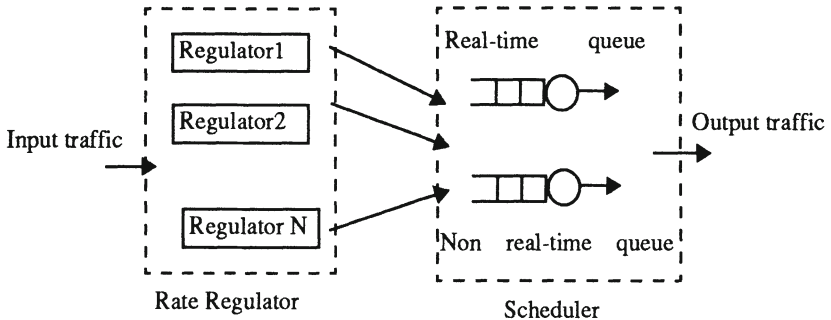 Real-time queue
Regulator1
Regulator2
Input traffic
Output traffic
Regulator N
Non real-time queue
Rate Regulator
Scheduler